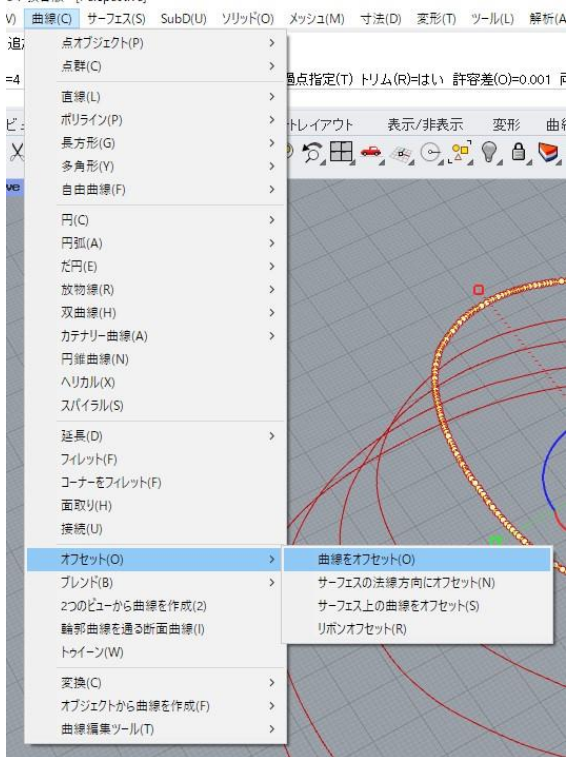 曲線(C) サーフェス(S) SubD(U) ソリッド(O) メッシュ(M) 寸法(D) 変形(T) ツール(L) 解析(A
点オブジェクト(P)
点群(C)
=4 過点指定(T) トリム(R)=はい 許容差(O)=0.001
直線(L)
ポリライン(P)
トレイアウト 表示/非表示 変形
長方形(G)
多角形(Y)
自由曲線(F)
ve
円(C)
円弧(A)
だ円(E)
放物線(R)
双曲線(H)
カテナリー曲線(A)
円錐曲線(N)
ヘリカル(X)
スパイラル(S)
延長(D)
フィレット(F)
コーナーをフィレット(F)
面取り(H)
接続(U)
オフセット(O) 曲線をオフセット(O)
ブレンド(B) サーフェスの法線方向にオフセット(N)
2つのビューから曲線を作成(2) サーフェス上の曲線をオフセット(S)
輪郭曲線を通る断面曲線(I) リボンオフセット(R)
トゥイーン(W)
変換(C)
オブジェクトから曲線を作成(F)
曲線編集ツール(T)